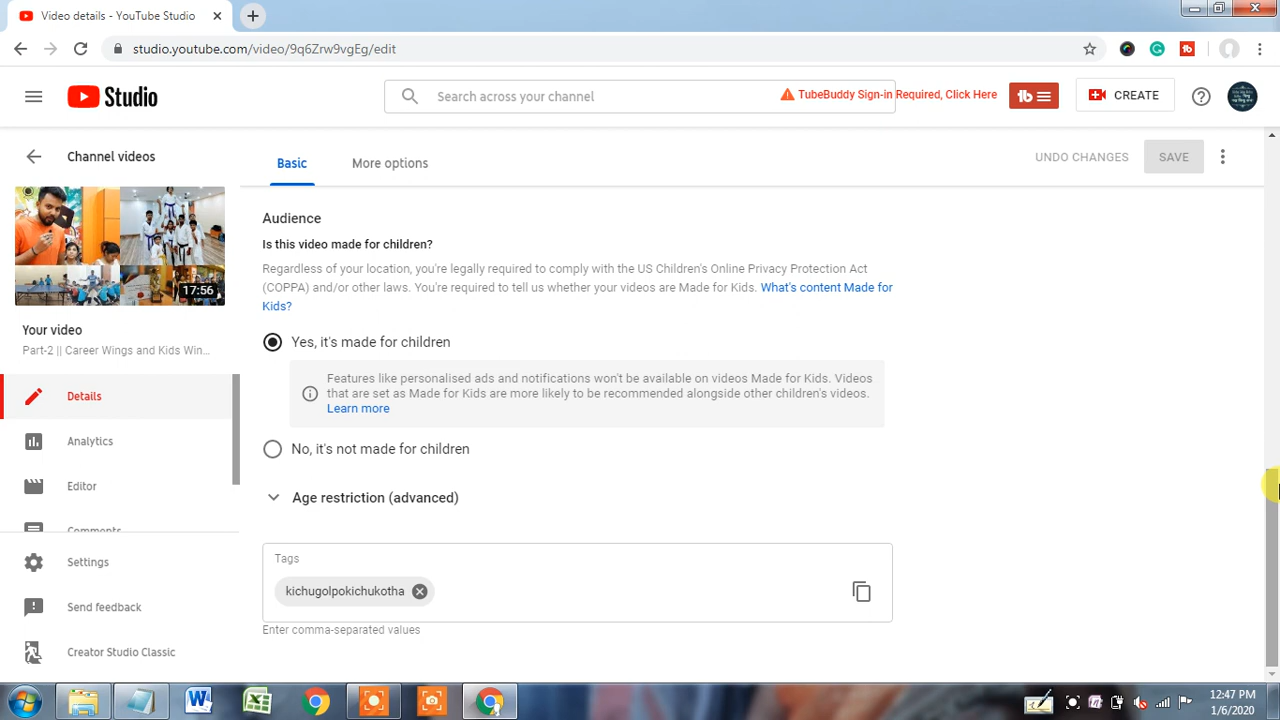 Video details - YouTube Studio
studio.youtube.com/video/9q6Zrw9vgEg/edit
Studio
Search across your channel
TubeBuddy Sign-in Required, Click Here
tb
CREATE
Channel videos
Basic
More options
UNDO CHANGES
SAVE
17:56
Your video
Part-2 || Career Wings and Kids Win...
Details
Analytics
Editor
Comments
Settings
Send feedback
Creator Studio Classic
Audience
Is this video made for children?
Regardless of your location, you're legally required to comply with the US Children's Online Privacy Protection Act
(COPPA) and/or other laws. You're required to tell us whether your videos are Made for Kids. What's content Made for
Kids?
Yes, it's made for children
Features like personalised ads and notifications won't be available on videos Made for Kids. Videos
that are set as Made for Kids are more likely to be recommended alongside other children's videos.
Learn more
No, it's not made for children
Age restriction (advanced)
Tags
kichugolpokichukotha
Enter comma-separated values
12:47 PM
1/6/2020